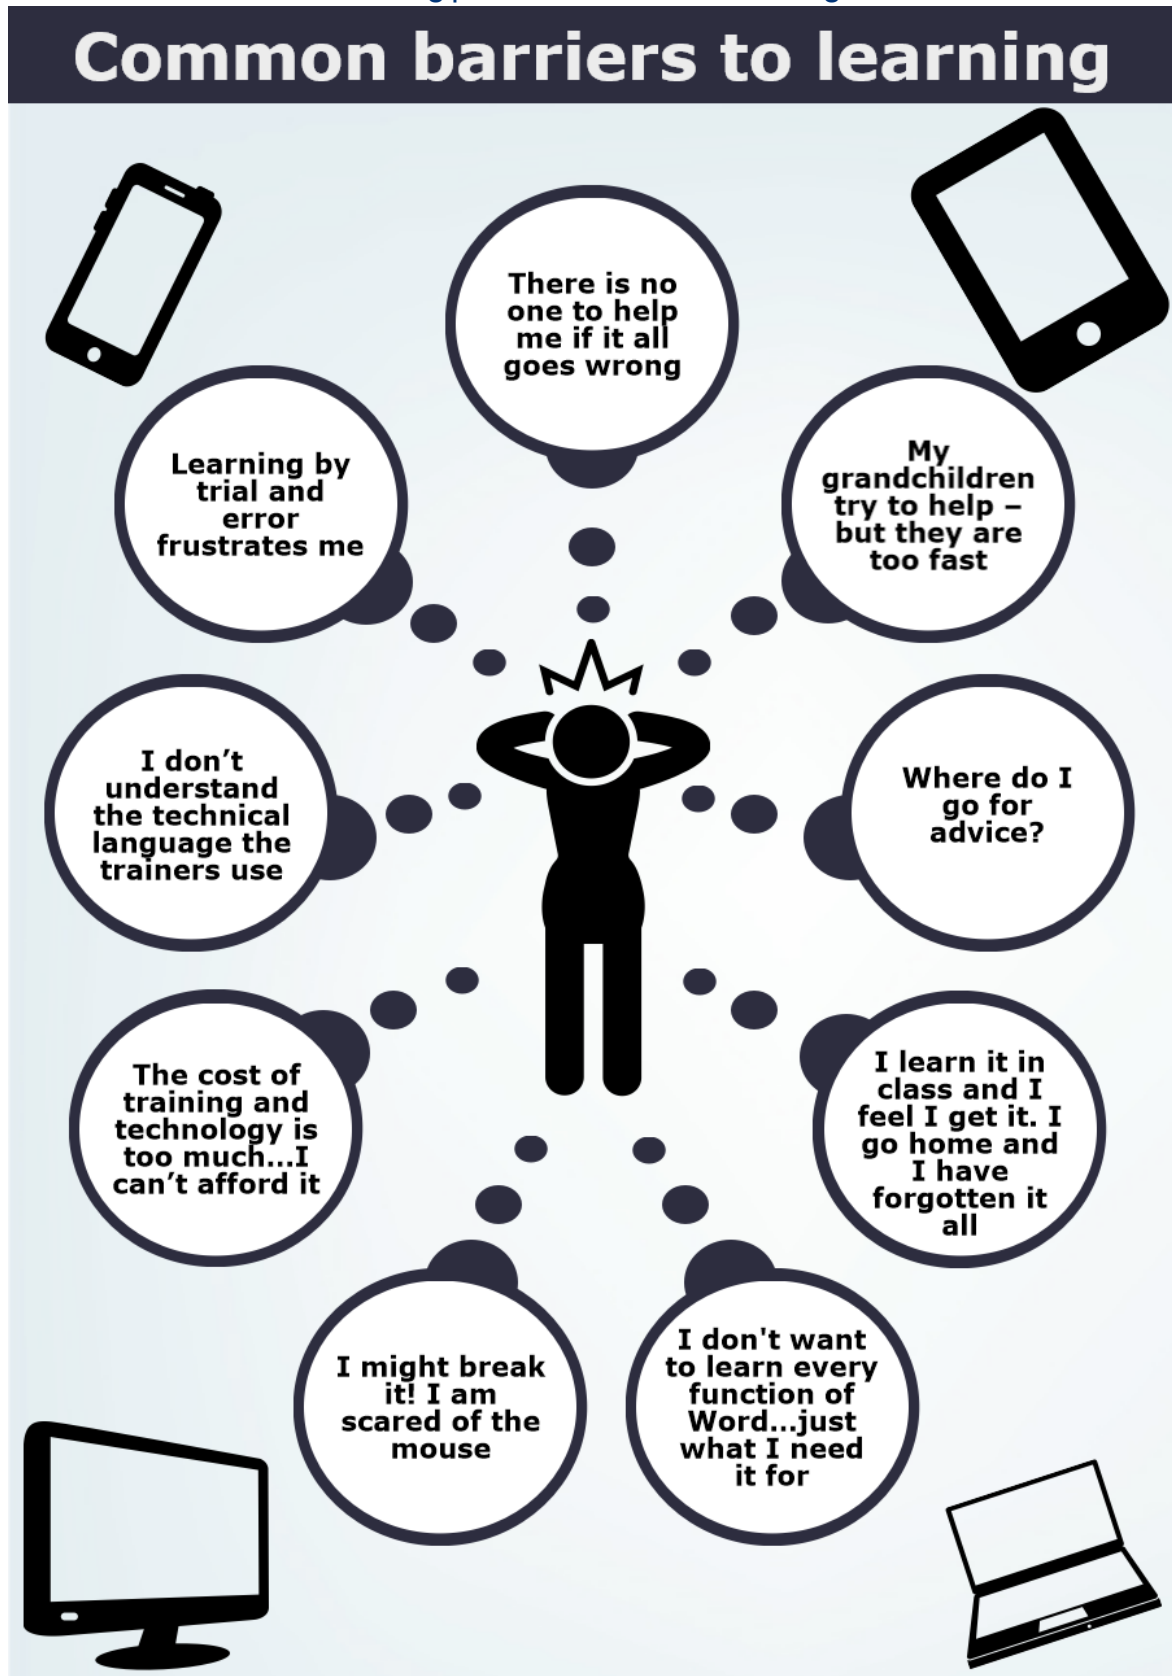 Common barriers to learning
There is no
one to help
me if it all
goes wrong
My
grandchildren
try to help –
but they are
too fast
Where do I
go for
advice?
I learn it in
class and I
feel I get it. I
go home and
I have
forgotten it
all
I don't want
to learn every
function of
Word...just
what I need
it for
I might break
it! I am
scared of the
mouse
The cost of
training and
technology is
too much...I
can’t afford it
I don’t
understand
the technical
language the
trainers use
Learning by
trial and
error
frustrates me